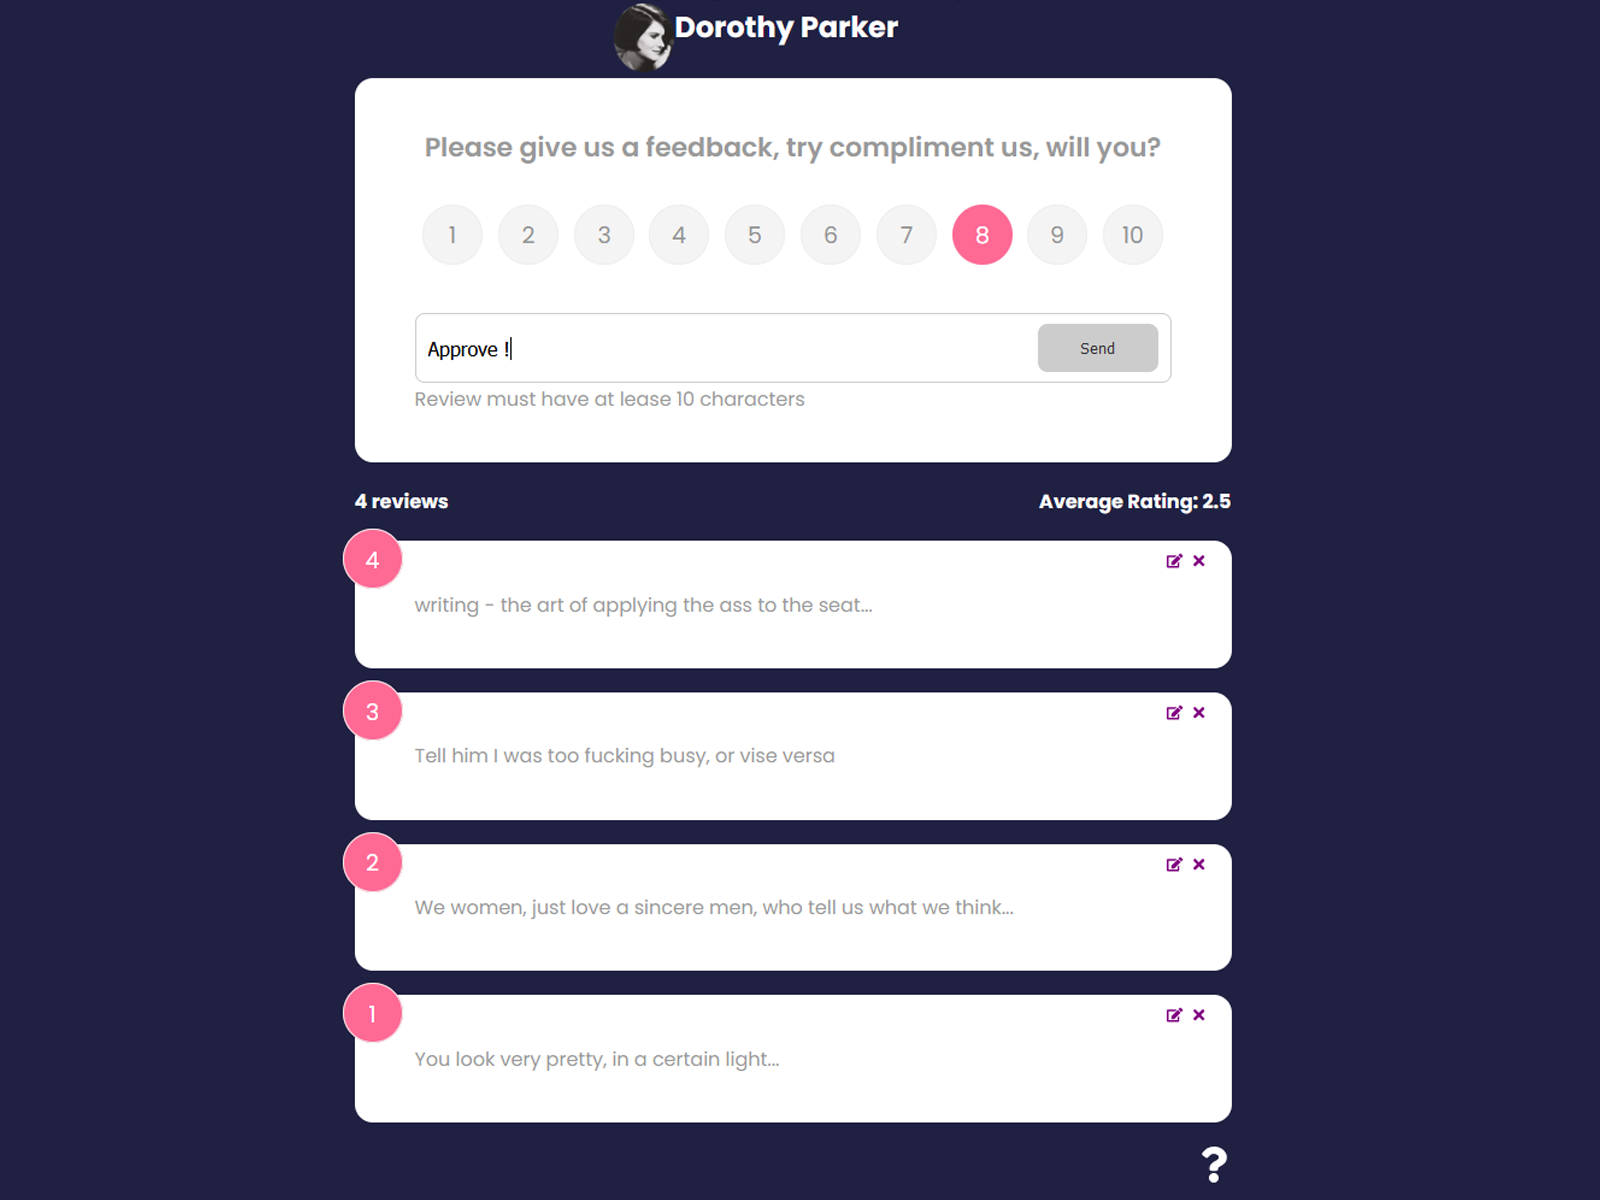 Dorothy Parker
Please give us a feedback, try compliment us, will you?
1 2 3 4 5 6 7 8 9 10
Approve ! Send
Review must have at lease 10 characters
4 reviews Average Rating: 2.5
4
writing - the art of applying the ass to the seat...
3
Tell him I was too fucking busy, or vise versa
2
We women, just love a sincere men, who tell us what we think...
1
You look very pretty, in a certain light...
?